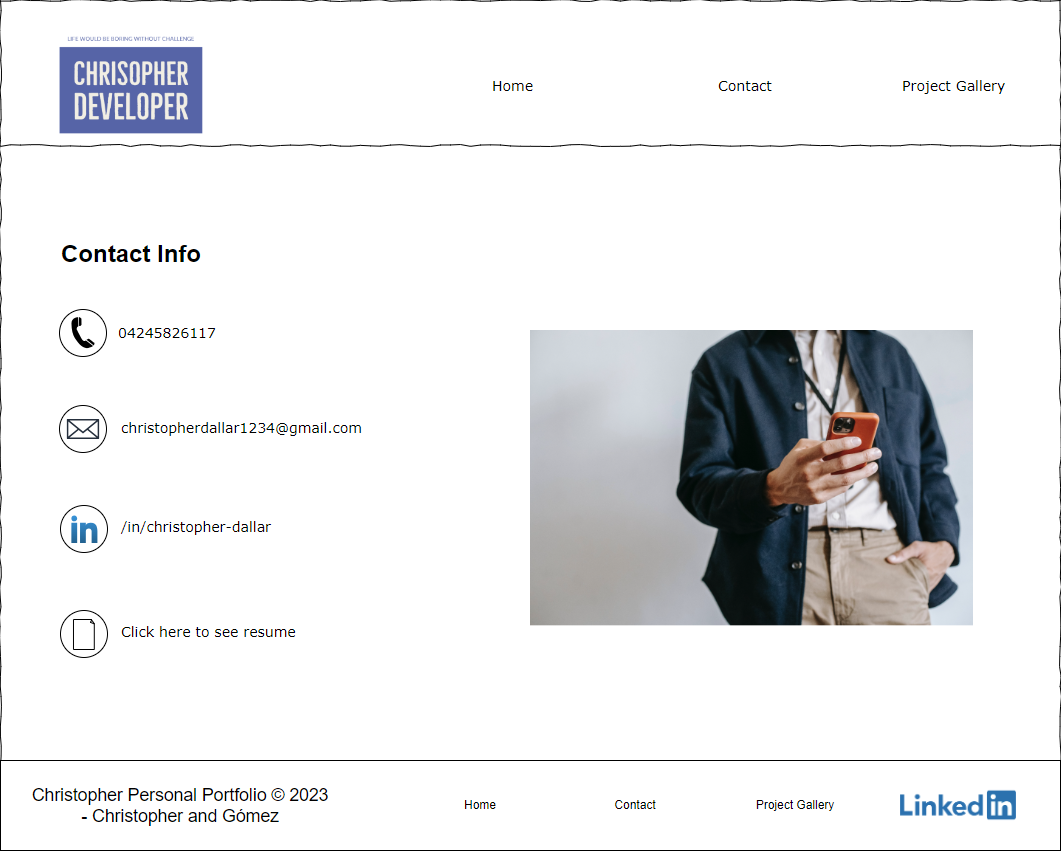 LIFE WOULD BE BORING WITHOUT CHALLENGE
CHRISOPHER
DEVELOPER
Home
Contact
Project Gallery
Contact Info
04245826117
christopherdallar1234@gmail.com
in
/in/christopher-dallar
Click here to see resume
Christopher Personal Portfolio © 2023
- Christopher and Gómez
Home
Contact
Project Gallery
Linkedin